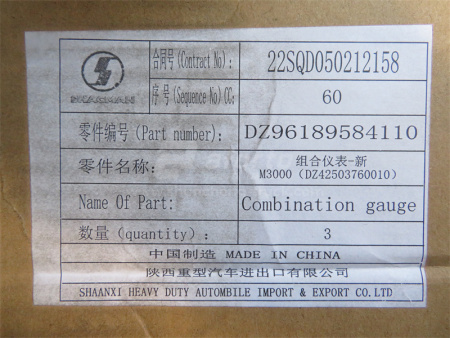 合同号(Contract No): 22SQD050212158
SHACMAN
序号(Sequence No)CC: 60
零件编号(Part number): DZ96189584110
零件名称: 组合仪表-新
M3000(DZ42503760010)
Name Of Part: Combination gauge
数量(quantity): 3
中国制造 MADE IN CHINA
陕西重型汽车进出口有限公司
SHAANXI HEAVY DUTY AUTOMBILE IMPORT & EXPORT CO.LTD